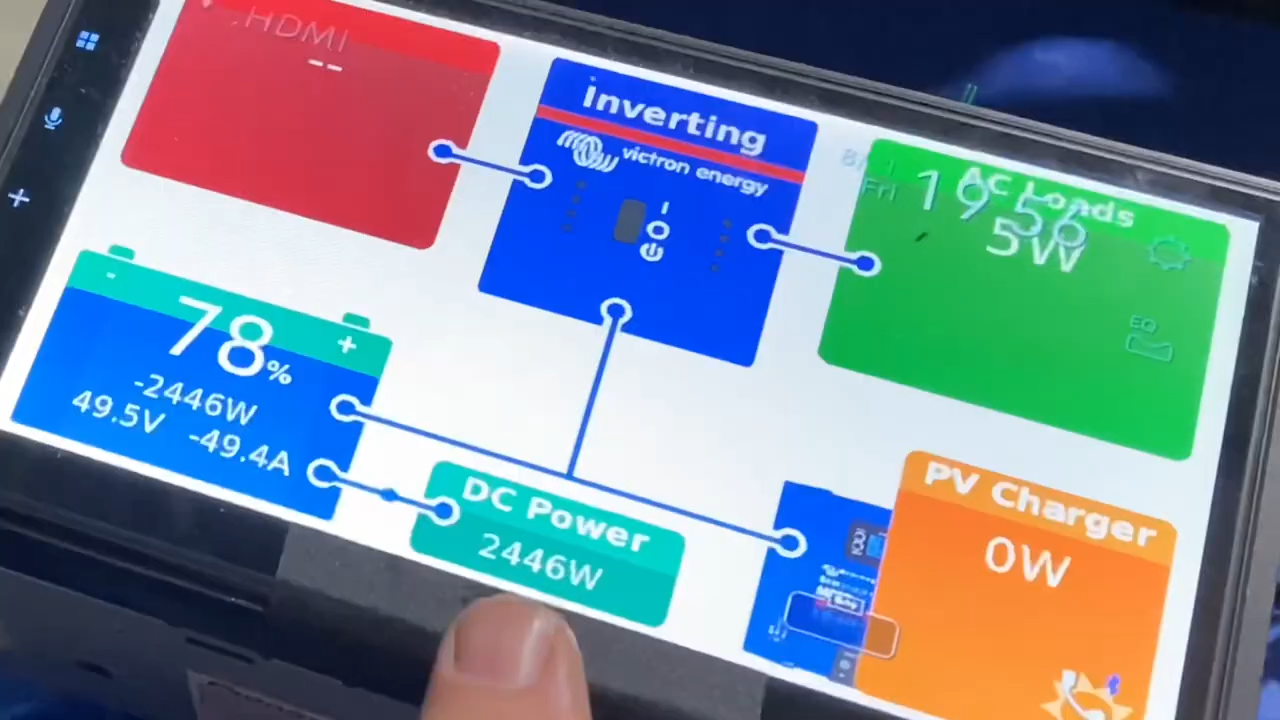 HDMI
--
Inverting
victron energy
I
O
AC Loads
Fri
19 56
5W
EQ
-
+
78%
-2446W
49.5V -49.4A
DC Power
2446W
PV Charger
0W